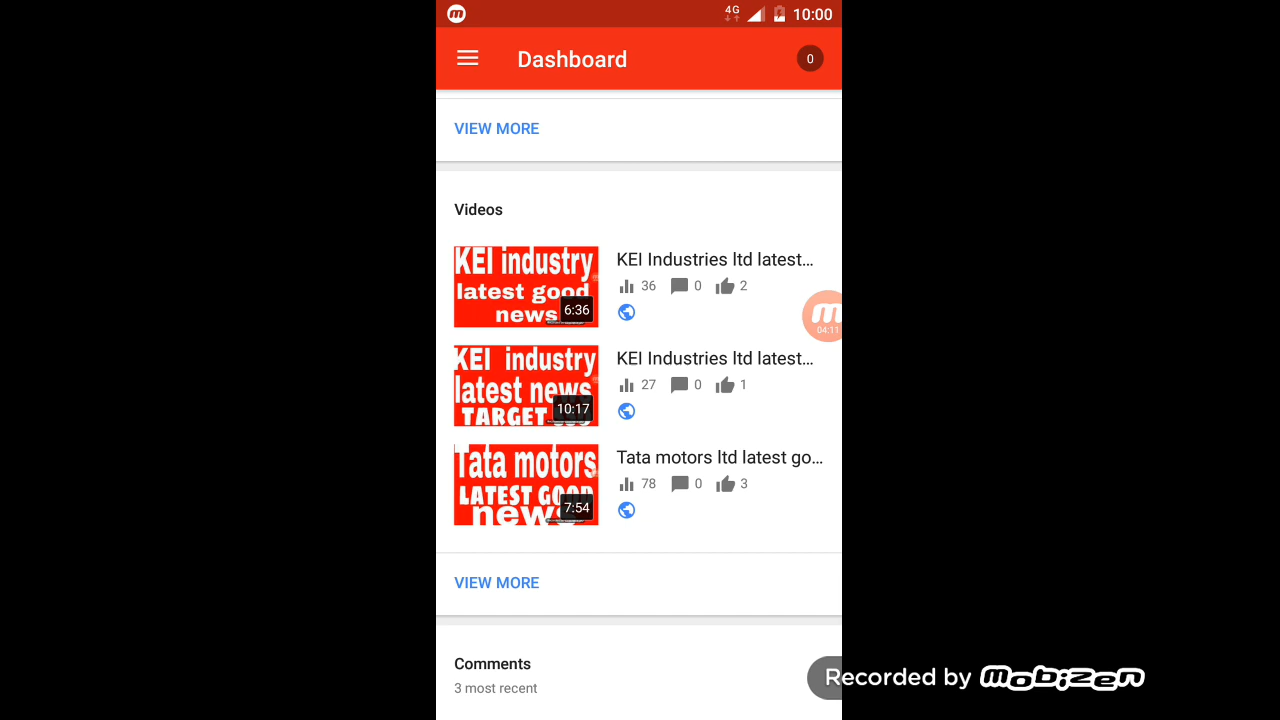 4G 10:00
Dashboard 0
VIEW MORE
Videos
KEI industry
latest good
news
6:36
KEI Industries ltd latest...
36 0 2
04:11
KEI industry
latest news
TARGET
10:17
KEI Industries ltd latest...
27 0 1
Tata motors
LATEST GOOD
news
7:54
Tata motors ltd latest go...
78 0 3
VIEW MORE
Comments
3 most recent
Recorded by mobizen